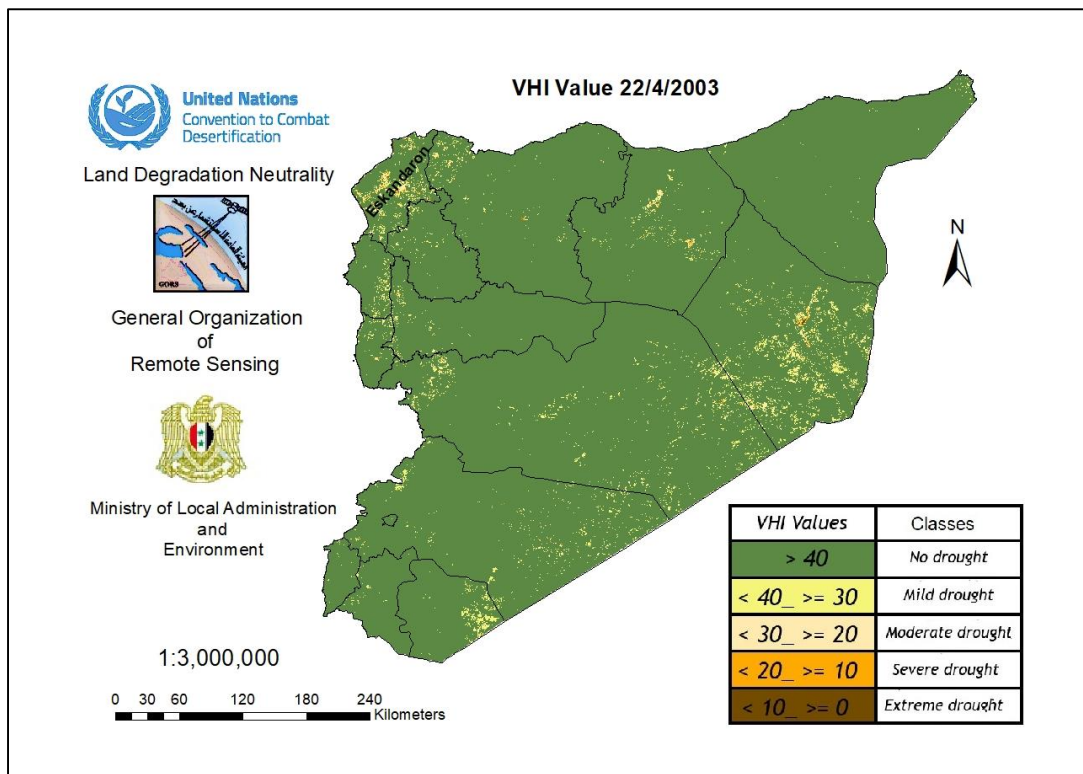 VHI Value 22/4/2003
United Nations
Convention to Combat
Desertification
Land Degradation Neutrality
GORS
General Organization
of
Remote Sensing
Ministry of Local Administration
and
Environment
Eskandaron
N
1:3,000,000
0 30 60 120 180 240
Kilometers
VHI Values Classes
> 40 No drought
< 40_ >= 30 Mild drought
< 30_ >= 20 Moderate drought
< 20_ >= 10 Severe drought
< 10_ >= 0 Extreme drought